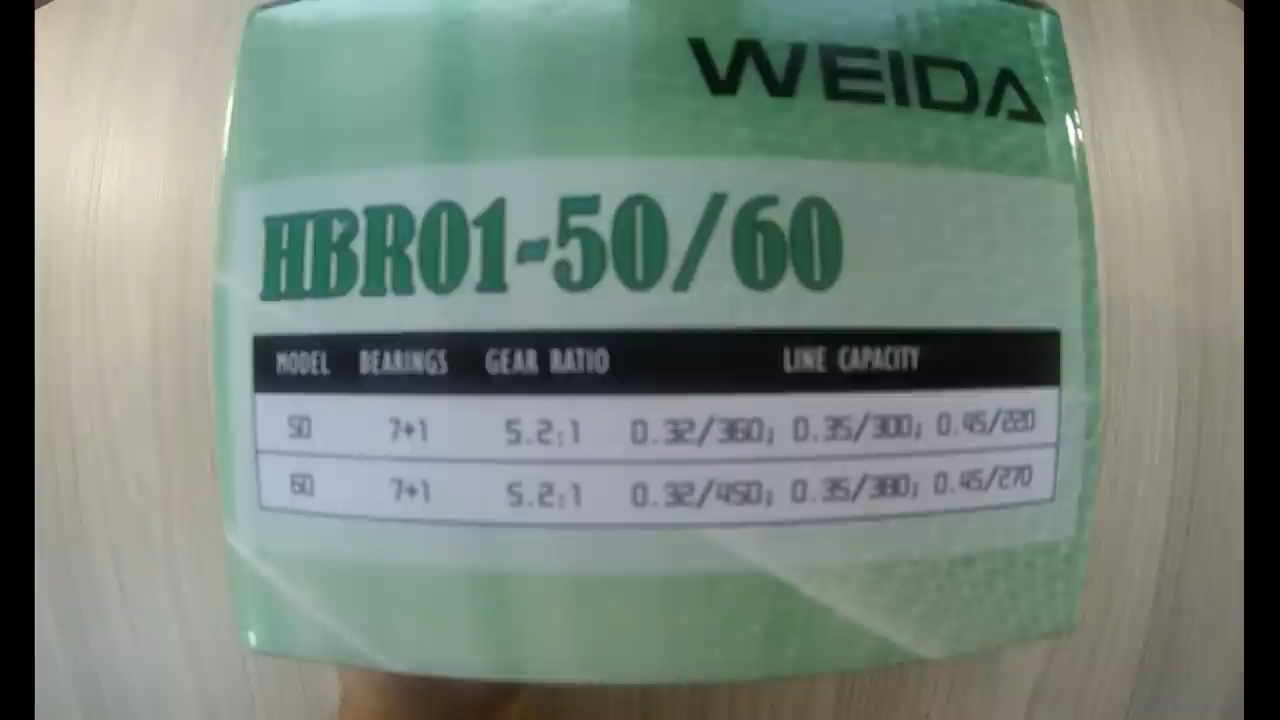 WEIDA
HBR01-50/60
MODEL BEARINGS GEAR RATIO LINE CAPACITY
50 7+1 5.2:1 0.32/360; 0.35/300; 0.45/220
60 7+1 5.2:1 0.32/450; 0.35/380; 0.45/270